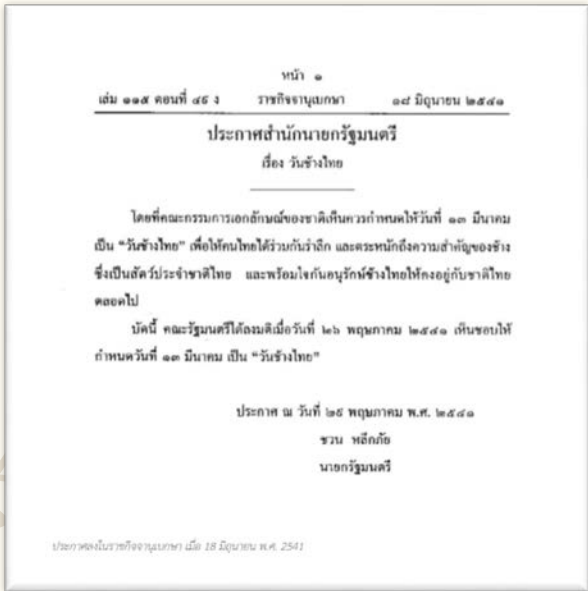 หน้า ๑
เล่ม ๑๑๕ ตอนที่ ๔๙ ง ราชกิจจานุเบกษา ๑๘ มิถุนายน ๒๕๔๑
ประกาศสำนักนายกรัฐมนตรี
เรื่อง วันช้างไทย
โดยที่คณะกรรมการเอกลักษณ์ของชาติเห็นควรกำหนดให้วันที่ ๑๓ มีนาคม
เป็น “วันช้างไทย” เพื่อให้คนไทยได้ร่วมกันรำลึก และตระหนักถึงความสำคัญของช้าง
ซึ่งเป็นสัตว์ประจำชาติไทย และพร้อมใจกันอนุรักษ์ช้างไทยให้คงอยู่กับชาติไทย
ตลอดไป
บัดนี้ คณะรัฐมนตรีได้ลงมติเมื่อวันที่ ๒๖ พฤษภาคม ๒๕๔๑ เห็นชอบให้
กำหนดวันที่ ๑๓ มีนาคม เป็น “วันช้างไทย”
ประกาศ ณ วันที่ ๒๙ พฤษภาคม พ.ศ. ๒๕๔๑
ชวน หลีกภัย
นายกรัฐมนตรี
ประกาศลงในราชกิจจานุเบกษา เมื่อ 18 มิถุนายน พ.ศ. 2541